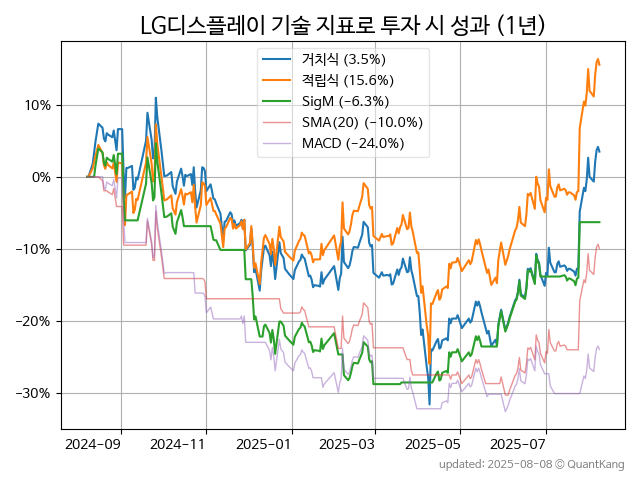 LG디스플레이 기술 지표로 투자 시 성과 (1년)
거치식 (3.5%)
적립식 (15.6%)
SigM (−6.3%)
SMA(20) (−10.0%)
MACD (−24.0%)
10%
0%
−10%
−20%
−30%
2024-09 2024-11 2025-01 2025-03 2025-05 2025-07
updated: 2025-08-08 © QuantKang